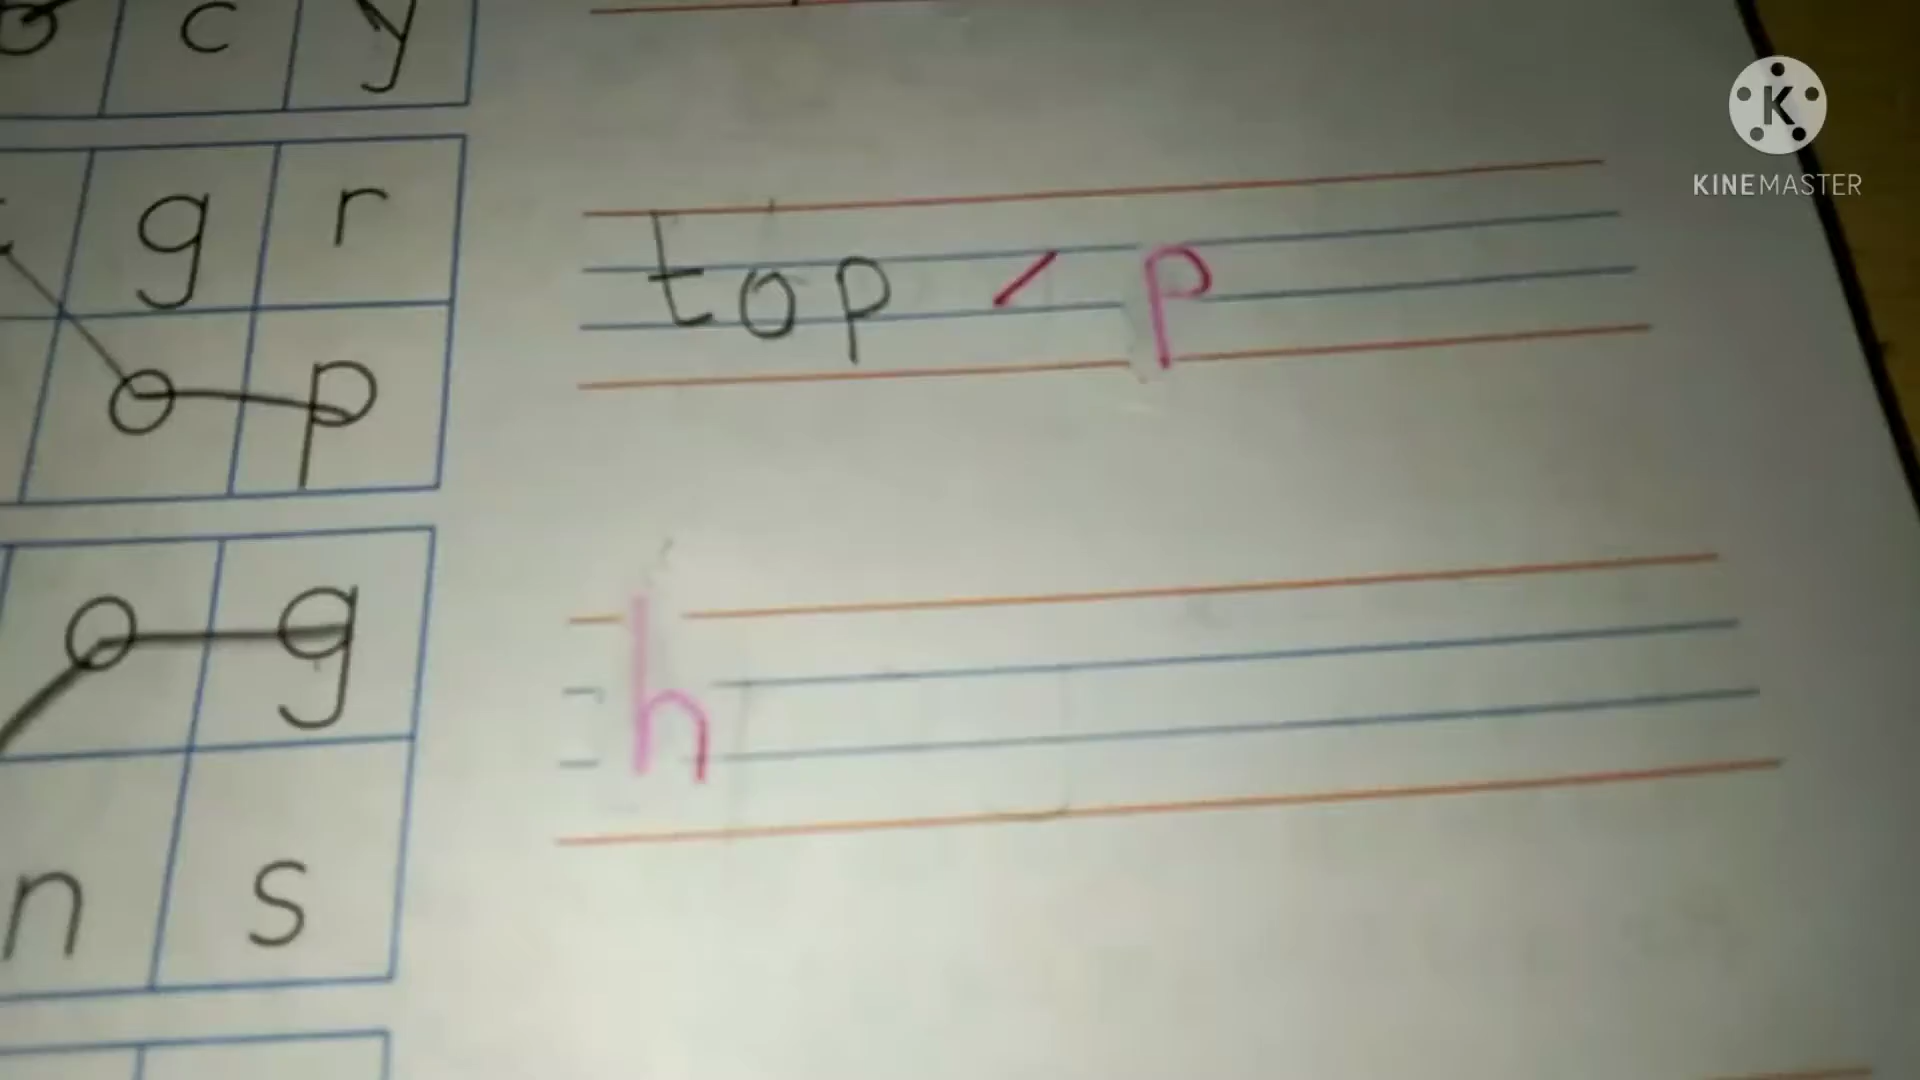 c y
g r
top p
o p
K
KINEMASTER
o g
h
n s